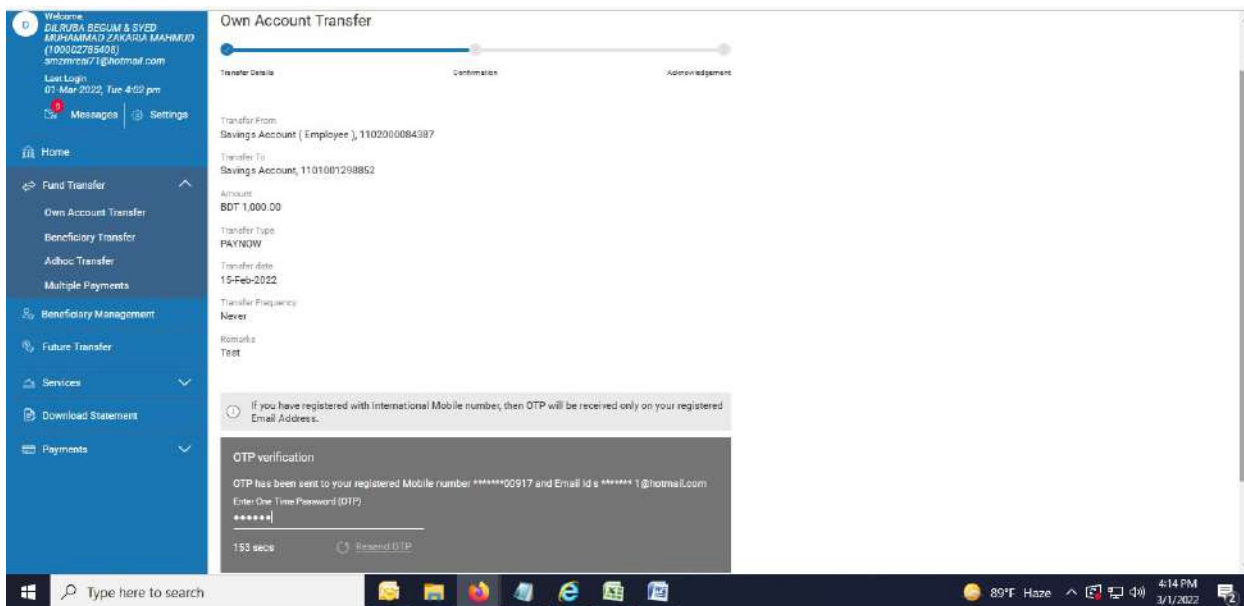 D
Welcome,
DILRUBA BEGUM & SYED
MUHAMMAD ZAKARIA MAHMUD
(100002785408)
smzmreal71@hotmail.com
Last Login
01-Mar-2022, Tue 4:02 pm
Messages
Settings
Home
Fund Transfer
Own Account Transfer
Beneficiary Transfer
Adhoc Transfer
Multiple Payments
Beneficiary Management
Future Transfer
Services
Download Statement
Payments
Own Account Transfer
Transfer Details
Confirmation
Acknowledgement
Transfer From
Savings Account ( Employee ), 1102000084387
Transfer To
Savings Account, 1101001298852
Amount
BDT 1,000.00
Transfer Type
PAYNOW
Transfer date
15-Feb-2022
Transfer Frequency
Never
Remarks
Test
If you have registered with International Mobile number, then OTP will be received only on your registered
Email Address.
OTP verification
OTP has been sent to your registered Mobile number *******00917 and Email Id s ******* 1@hotmail.com
Enter One Time Password (OTP)
••••••
153 secs
Resend OTP
Type here to search
89°F Haze
4:14 PM
3/1/2022
2